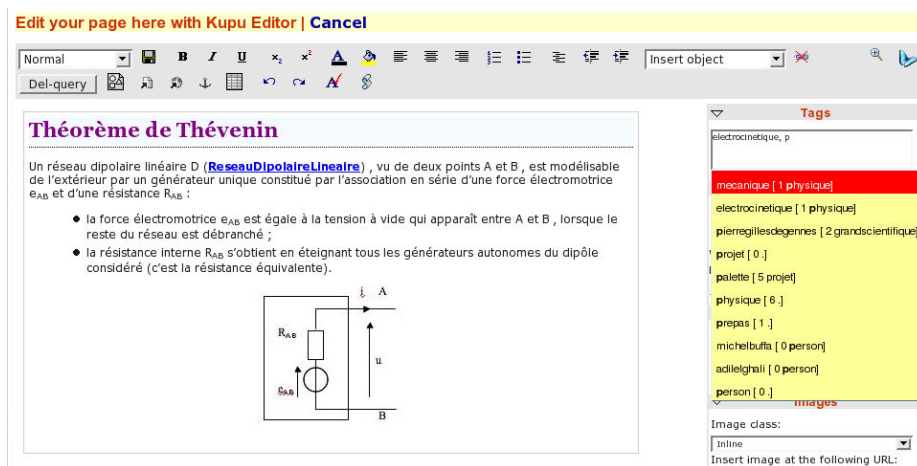 Edit your page here with Kupu Editor | Cancel
Normal B I U x₂ x² A Insert object
Del-query A
Théorème de Thévenin
Un réseau dipolaire linéaire D (ReseauDipolaireLineaire) , vu de deux points A et B , est modélisable
de l'extérieur par un générateur unique constitué par l'association en série d'une force électromotrice
eAB et d'une résistance RAB :
● la force électromotrice eAB est égale à la tension à vide qui apparaît entre A et B , lorsque le
reste du réseau est débranché ;
● la résistance interne RAB s'obtient en éteignant tous les générateurs autonomes du dipôle
considéré (c'est la résistance équivalente).
i A
RAB
u
eAB
B
Tags
electrocinetique, p
mecanique [ 1 physique]
electrocinetique [ 1 physique]
pierregillesdegennes [ 2 grandscientifique]
projet [ 0 .]
palette [ 5 projet]
physique [ 6 .]
prepas [ 1 .]
michelbuffa [ 0 person]
adilelghali [ 0 person]
person [ 0 .]
Images
Image class:
Inline
Insert image at the following URL: